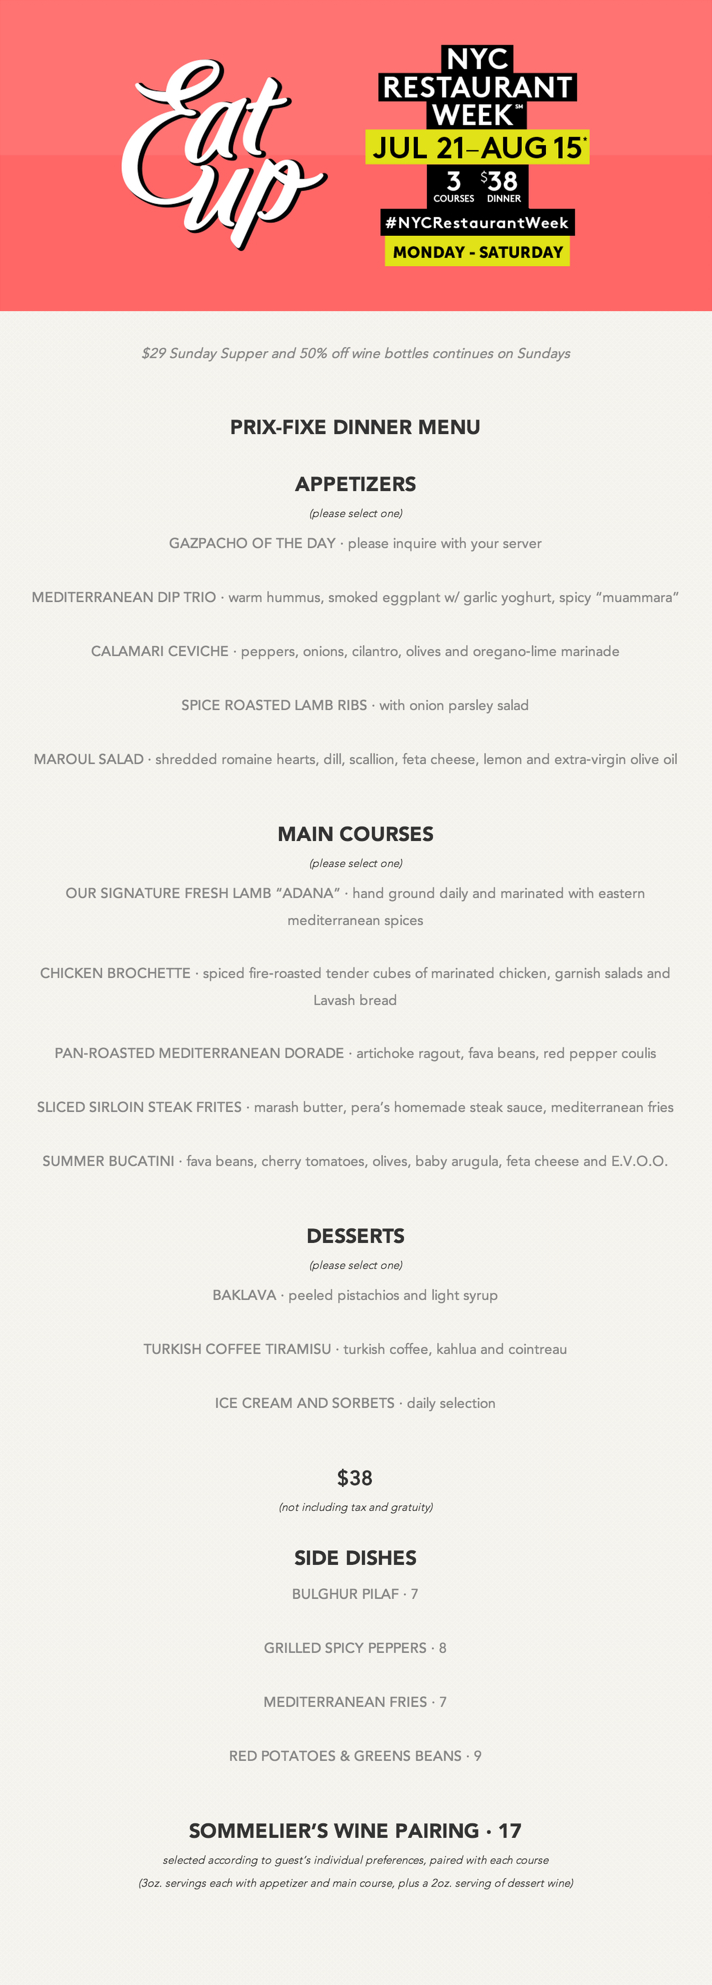 Eat
up
NYC
RESTAURANT
WEEK℠
JUL 21–AUG 15*
3 $38
COURSES DINNER
#NYCRestaurantWeek
MONDAY - SATURDAY
$29 Sunday Supper and 50% off wine bottles continues on Sundays
PRIX-FIXE DINNER MENU
APPETIZERS
(please select one)
GAZPACHO OF THE DAY · please inquire with your server
MEDITERRANEAN DIP TRIO · warm hummus, smoked eggplant w/ garlic yoghurt, spicy “muammara”
CALAMARI CEVICHE · peppers, onions, cilantro, olives and oregano-lime marinade
SPICE ROASTED LAMB RIBS · with onion parsley salad
MAROUL SALAD · shredded romaine hearts, dill, scallion, feta cheese, lemon and extra-virgin olive oil
MAIN COURSES
(please select one)
OUR SIGNATURE FRESH LAMB “ADANA” · hand ground daily and marinated with eastern
mediterranean spices
CHICKEN BROCHETTE · spiced fire-roasted tender cubes of marinated chicken, garnish salads and
Lavash bread
PAN-ROASTED MEDITERRANEAN DORADE · artichoke ragout, fava beans, red pepper coulis
SLICED SIRLOIN STEAK FRITES · marash butter, pera’s homemade steak sauce, mediterranean fries
SUMMER BUCATINI · fava beans, cherry tomatoes, olives, baby arugula, feta cheese and E.V.O.O.
DESSERTS
(please select one)
BAKLAVA · peeled pistachios and light syrup
TURKISH COFFEE TIRAMISU · turkish coffee, kahlua and cointreau
ICE CREAM AND SORBETS · daily selection
$38
(not including tax and gratuity)
SIDE DISHES
BULGHUR PILAF · 7
GRILLED SPICY PEPPERS · 8
MEDITERRANEAN FRIES · 7
RED POTATOES & GREENS BEANS · 9
SOMMELIER’S WINE PAIRING · 17
selected according to guest’s individual preferences, paired with each course
(3oz. servings each with appetizer and main course, plus a 2oz. serving of dessert wine)